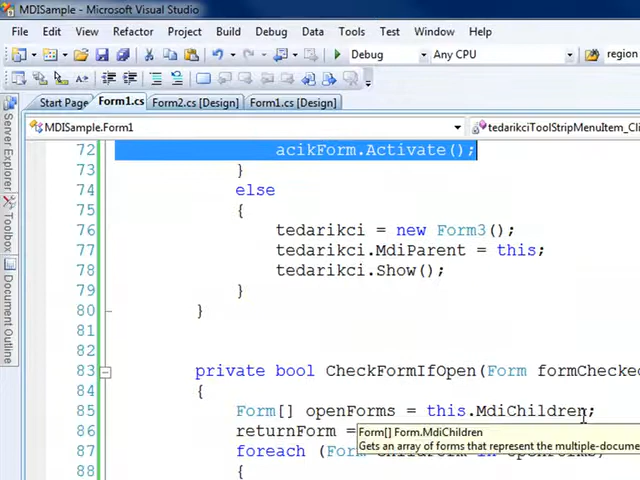 MDISample - Microsoft Visual Studio
File Edit View Refactor Project Build Debug Data Tools Test Window Help
Debug Any CPU region
Start Page Form1.cs Form2.cs [Design] Form1.cs [Design]
MDISample.Form1 tedarikciToolStripMenuItem_Cli
Server Explorer
Toolbox
Document Outline
72 acikForm.Activate();
73 }
74 else
75 {
76 tedarikci = new Form3();
77 tedarikci.MdiParent = this;
78 tedarikci.Show();
79 }
80 }
81
82
83 private bool CheckFormIfOpen(Form formChecke
84 {
85 Form[] openForms = this.MdiChildren;
86 returnForm =
Form[] Form.MdiChildren
Gets an array of forms that represent the multiple-docume
87 foreach
88 {